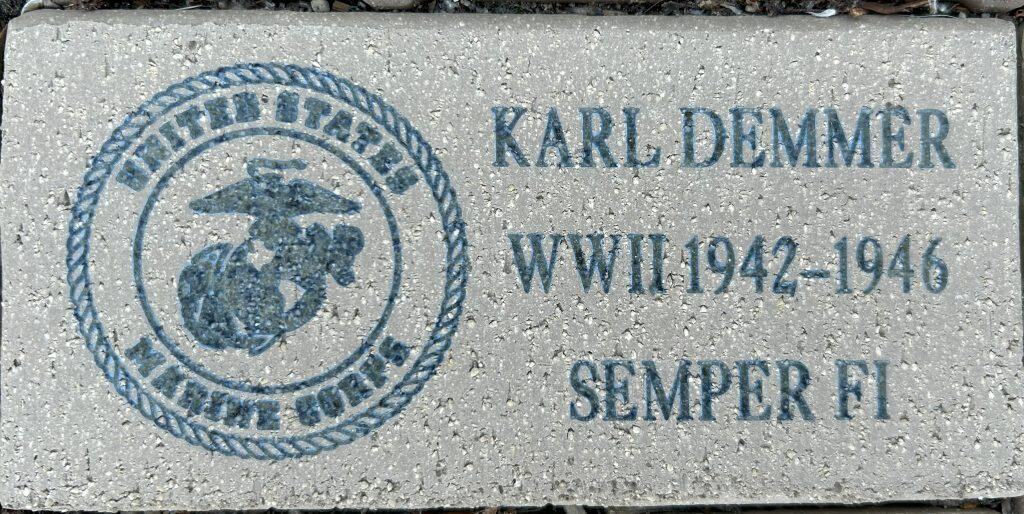 UNITED STATES
MARINE CORPS
KARL DEMMER
WWII 1942-1946
SEMPER FI